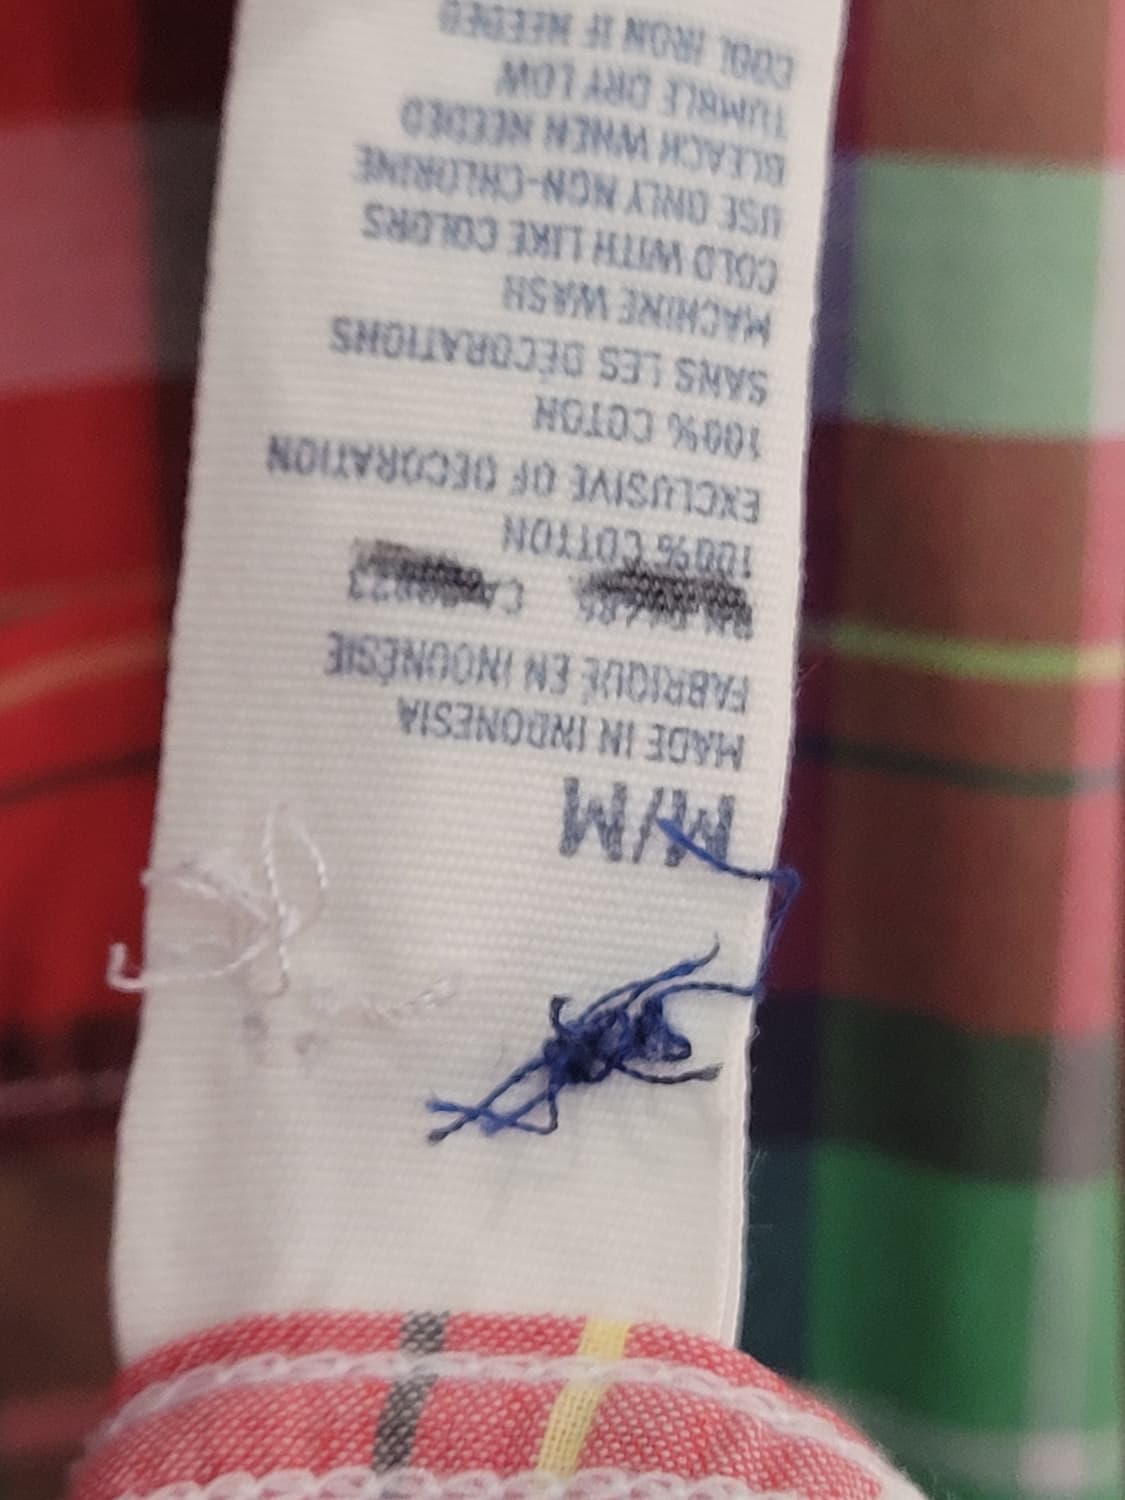 M/M
MADE IN INDONESIA
FABRIQUÉ EN INDONÉSIE
100% COTTON
EXCLUSIVE OF DECORATION
100% COTON
SANS LES DÉCORATIONS
MACHINE WASH
COLD WITH LIKE COLORS
USE ONLY NON-CHLORINE
BLEACH WHEN NEEDED
TUMBLE DRY LOW
COOL IRON IF NEEDED